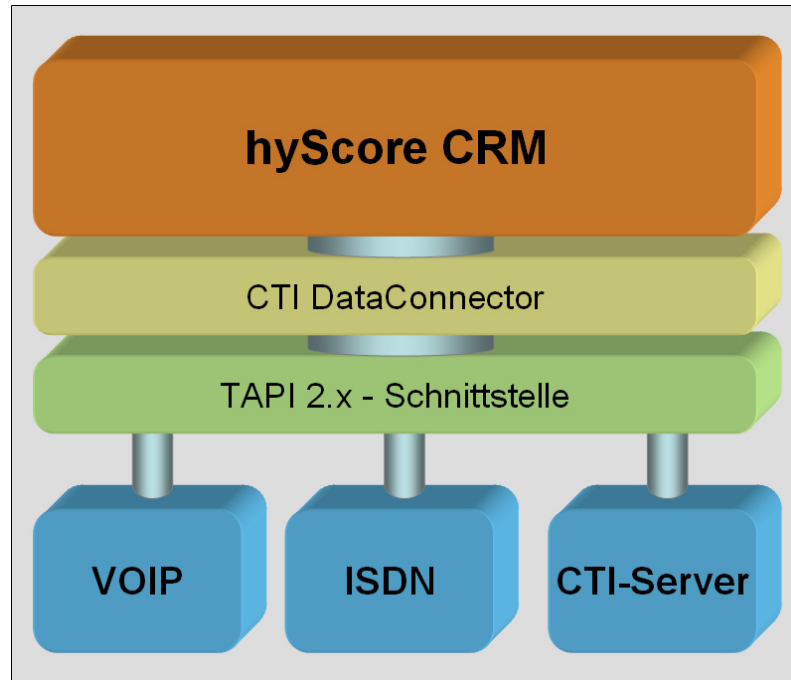 hyScore CRM
CTI DataConnector
TAPI 2.x - Schnittstelle
VOIP
ISDN
CTI-Server